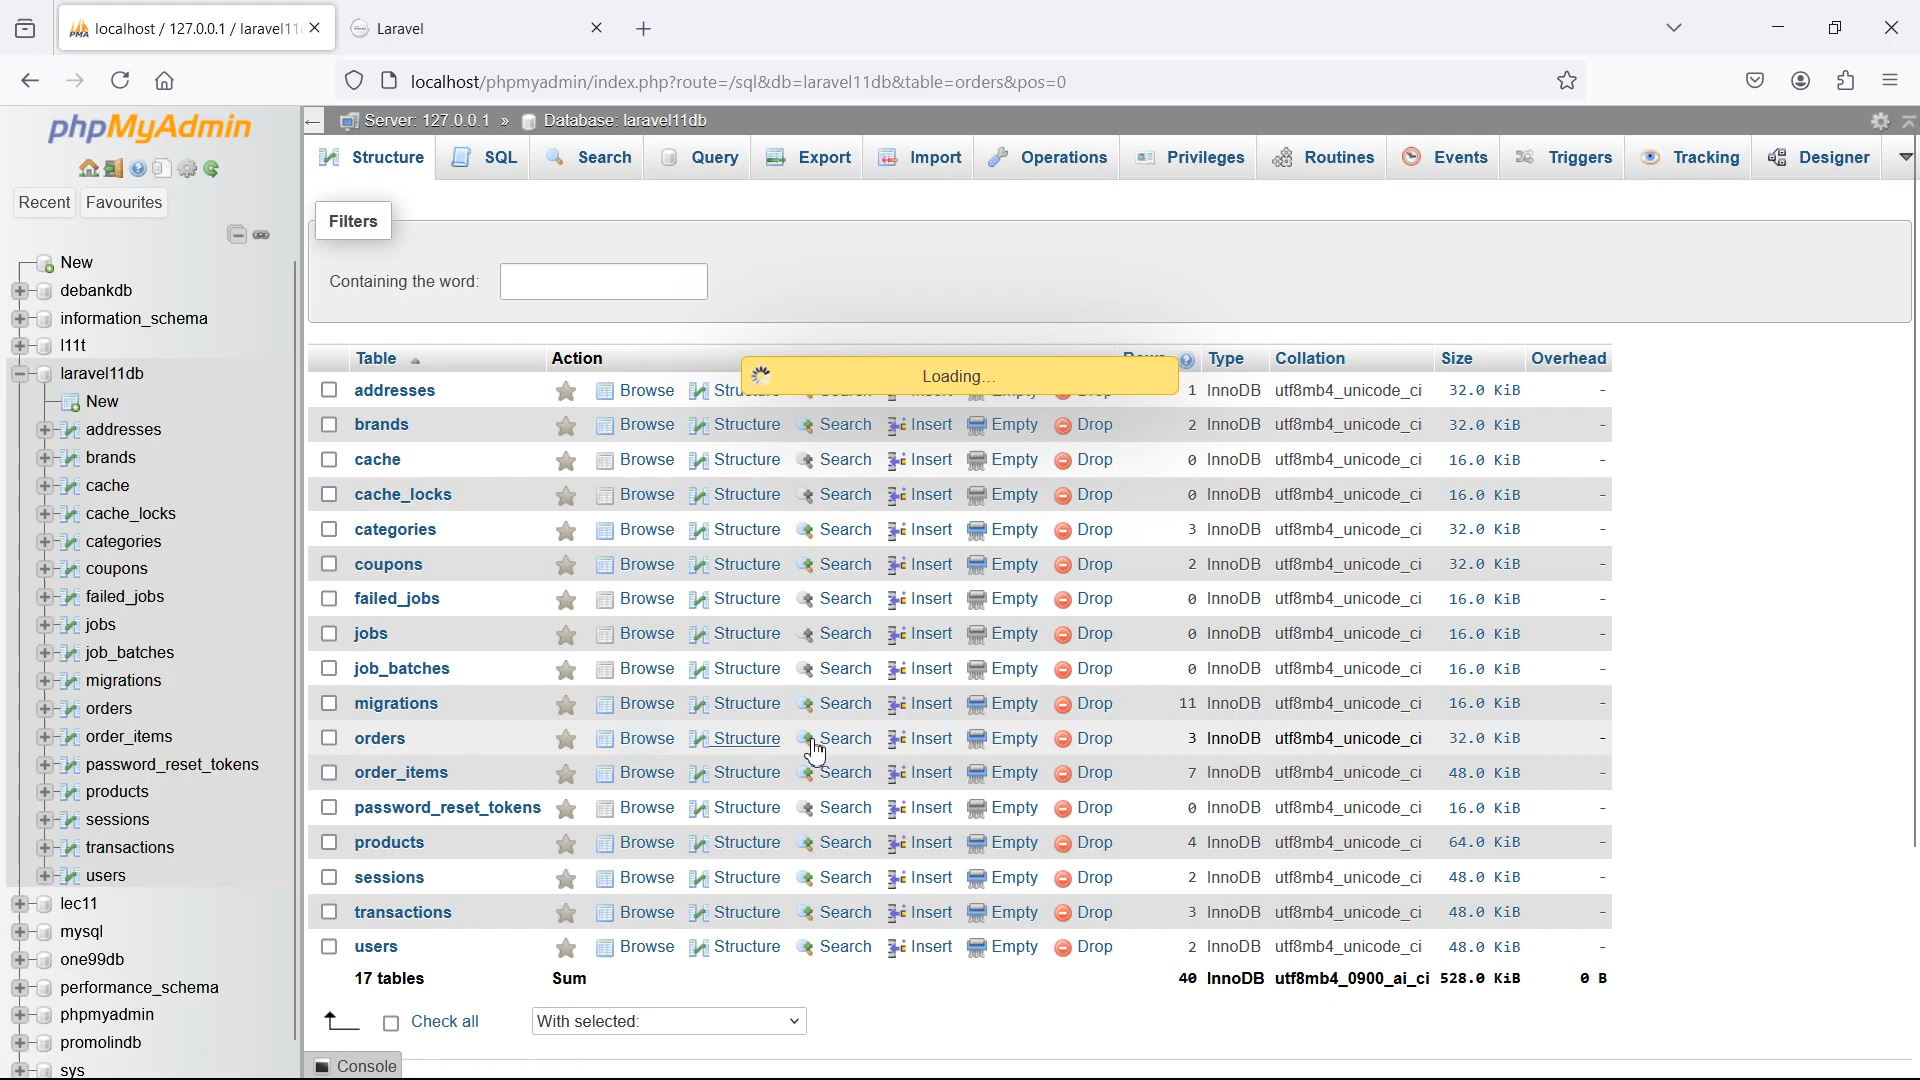 localhost / 127.0.0.1 / laravel11
Laravel
localhost/phpmyadmin/index.php?route=/sql&db=laravel11db&table=orders&pos=0
phpMyAdmin
Recent Favourites
New
debankdb
information_schema
l11t
laravel11db
New
addresses
brands
cache
cache_locks
categories
coupons
failed_jobs
jobs
job_batches
migrations
orders
order_items
password_reset_tokens
products
sessions
transactions
users
lec11
mysql
one99db
performance_schema
phpmyadmin
promolindb
sys
Server: 127.0.0.1 » Database: laravel11db
Structure SQL Search Query Export Import Operations Privileges Routines Events Triggers Tracking Designer
Filters
Containing the word:
Table Action Type Collation Size Overhead
Loading…
addresses Browse 1 InnoDB utf8mb4_unicode_ci 32.0 KiB -
brands Browse Structure Search Insert Empty Drop 2 InnoDB utf8mb4_unicode_ci 32.0 KiB -
cache Browse Structure Search Insert Empty Drop 0 InnoDB utf8mb4_unicode_ci 16.0 KiB -
cache_locks Browse Structure Search Insert Empty Drop 0 InnoDB utf8mb4_unicode_ci 16.0 KiB -
categories Browse Structure Search Insert Empty Drop 3 InnoDB utf8mb4_unicode_ci 32.0 KiB -
coupons Browse Structure Search Insert Empty Drop 2 InnoDB utf8mb4_unicode_ci 32.0 KiB -
failed_jobs Browse Structure Search Insert Empty Drop 0 InnoDB utf8mb4_unicode_ci 16.0 KiB -
jobs Browse Structure Search Insert Empty Drop 0 InnoDB utf8mb4_unicode_ci 16.0 KiB -
job_batches Browse Structure Search Insert Empty Drop 0 InnoDB utf8mb4_unicode_ci 16.0 KiB -
migrations Browse Structure Search Insert Empty Drop 11 InnoDB utf8mb4_unicode_ci 16.0 KiB -
orders Browse Structure Search Insert Empty Drop 3 InnoDB utf8mb4_unicode_ci 32.0 KiB -
order_items Browse Structure Search Insert Empty Drop 7 InnoDB utf8mb4_unicode_ci 48.0 KiB -
password_reset_tokens Browse Structure Search Insert Empty Drop 0 InnoDB utf8mb4_unicode_ci 16.0 KiB -
products Browse Structure Search Insert Empty Drop 4 InnoDB utf8mb4_unicode_ci 64.0 KiB -
sessions Browse Structure Search Insert Empty Drop 2 InnoDB utf8mb4_unicode_ci 48.0 KiB -
transactions Browse Structure Search Insert Empty Drop 3 InnoDB utf8mb4_unicode_ci 48.0 KiB -
users Browse Structure Search Insert Empty Drop 2 InnoDB utf8mb4_unicode_ci 48.0 KiB -
17 tables Sum 40 InnoDB utf8mb4_0900_ai_ci 528.0 KiB 0 B
Check all With selected:
Console